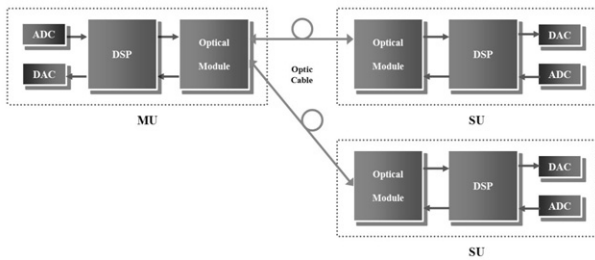 ADC
DAC
DSP
Optical
Module
MU
Optic
Cable
Optical
Module
DSP
DAC
ADC
SU
Optical
Module
DSP
DAC
ADC
SU